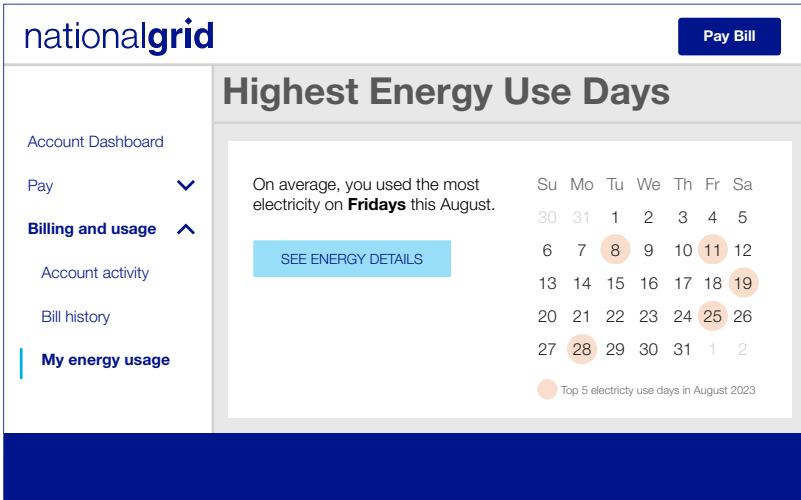 nationalgrid
Pay Bill
Highest Energy Use Days
Account Dashboard
Pay
Billing and usage
Account activity
Bill history
My energy usage
On average, you used the most
electricity on Fridays this August.
SEE ENERGY DETAILS
Su Mo Tu We Th Fr Sa
30 31 1 2 3 4 5
6 7 8 9 10 11 12
13 14 15 16 17 18 19
20 21 22 23 24 25 26
27 28 29 30 31 1 2
Top 5 electricty use days in August 2023